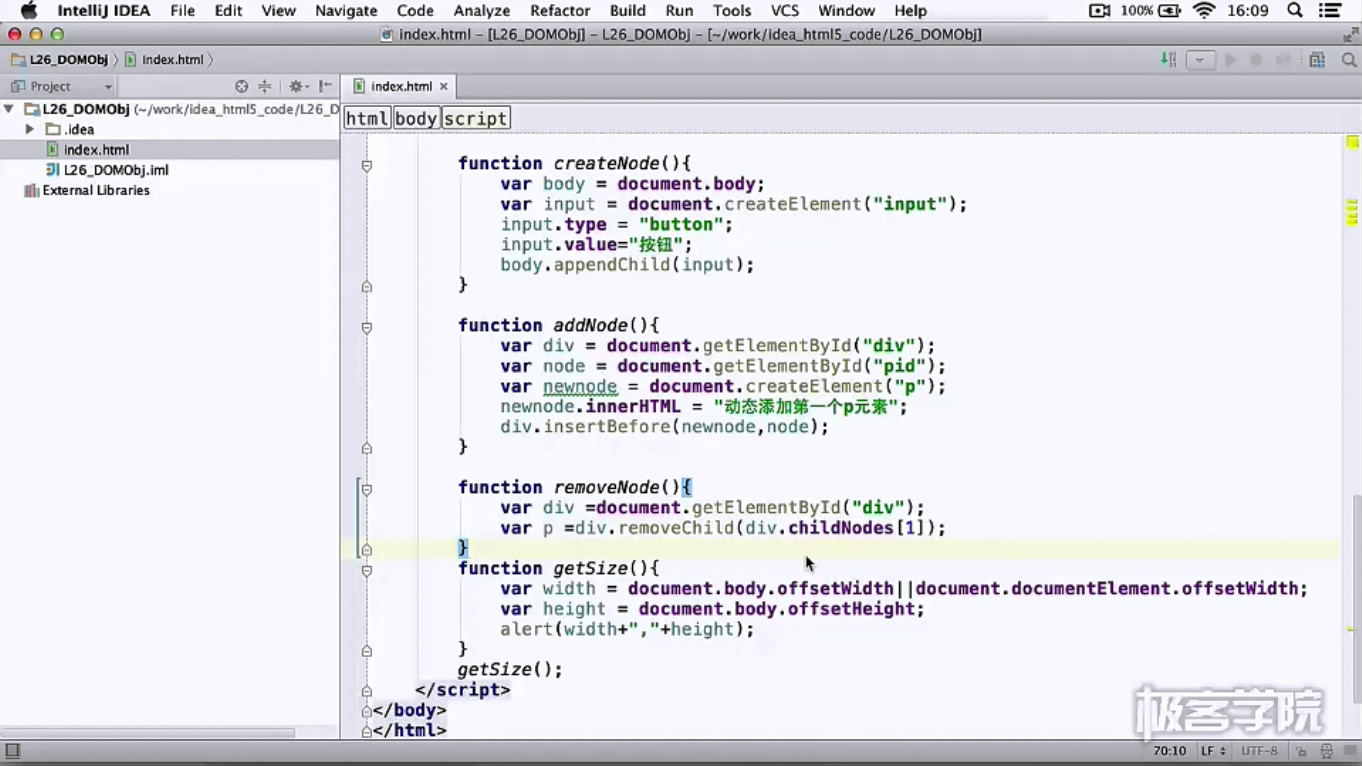 IntelliJ IDEA File Edit View Navigate Code Analyze Refactor Build Run Tools VCS Window Help 100% 16:09
index.html – [L26_DOMObj] – L26_DOMObj – [~/work/idea_html5_code/L26_DOMObj]
L26_DOMObj index.html
Project index.html
L26_DOMObj (~/work/idea_html5_code/L26_D
.idea
index.html
L26_DOMObj.iml
External Libraries
html body script
function createNode(){
var body = document.body;
var input = document.createElement("input");
input.type = "button";
input.value="按钮";
body.appendChild(input);
}
function addNode(){
var div = document.getElementById("div");
var node = document.getElementById("pid");
var newnode = document.createElement("p");
newnode.innerHTML = "动态添加第一个p元素";
div.insertBefore(newnode,node);
}
function removeNode(){
var div =document.getElementById("div");
var p =div.removeChild(div.childNodes[1]);
}
function getSize(){
var width = document.body.offsetWidth||document.documentElement.offsetWidth;
var height = document.body.offsetHeight;
alert(width+","+height);
}
getSize();
</script>
</body>
</html>
极客学院
70:10 LF UTF-8